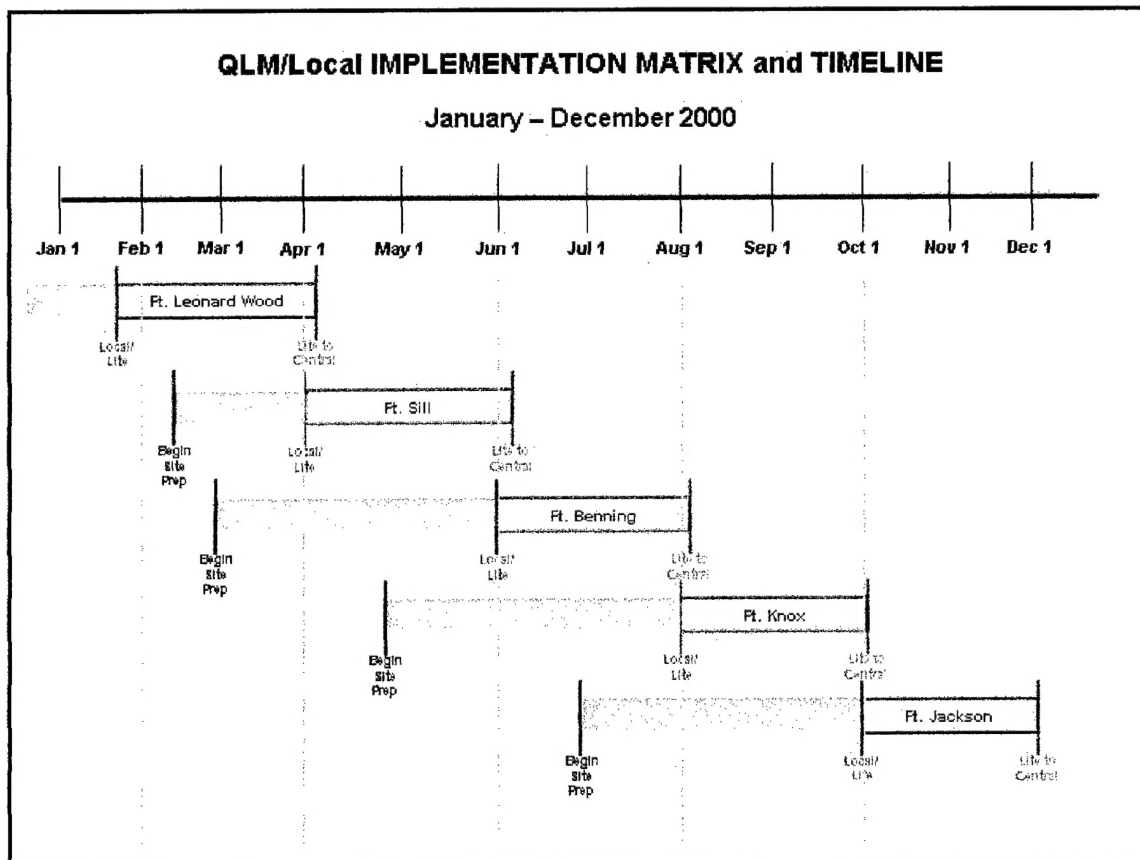 QLM/Local IMPLEMENTATION MATRIX and TIMELINE
January – December 2000
Jan 1 Feb 1 Mar 1 Apr 1 May 1 Jun 1 Jul 1 Aug 1 Sep 1 Oct 1 Nov 1 Dec 1
Ft. Leonard Wood
Local/
Lite
Lite to
Central
Ft. Sill
Begin
Site
Prep
Local/
Lite
Lite to
Central
Ft. Benning
Begin
Site
Prep
Local/
Lite
Lite to
Central
Ft. Knox
Begin
Site
Prep
Local/
Lite
Lite to
Central
Ft. Jackson
Begin
Site
Prep
Local/
Lite
Lite to
Central